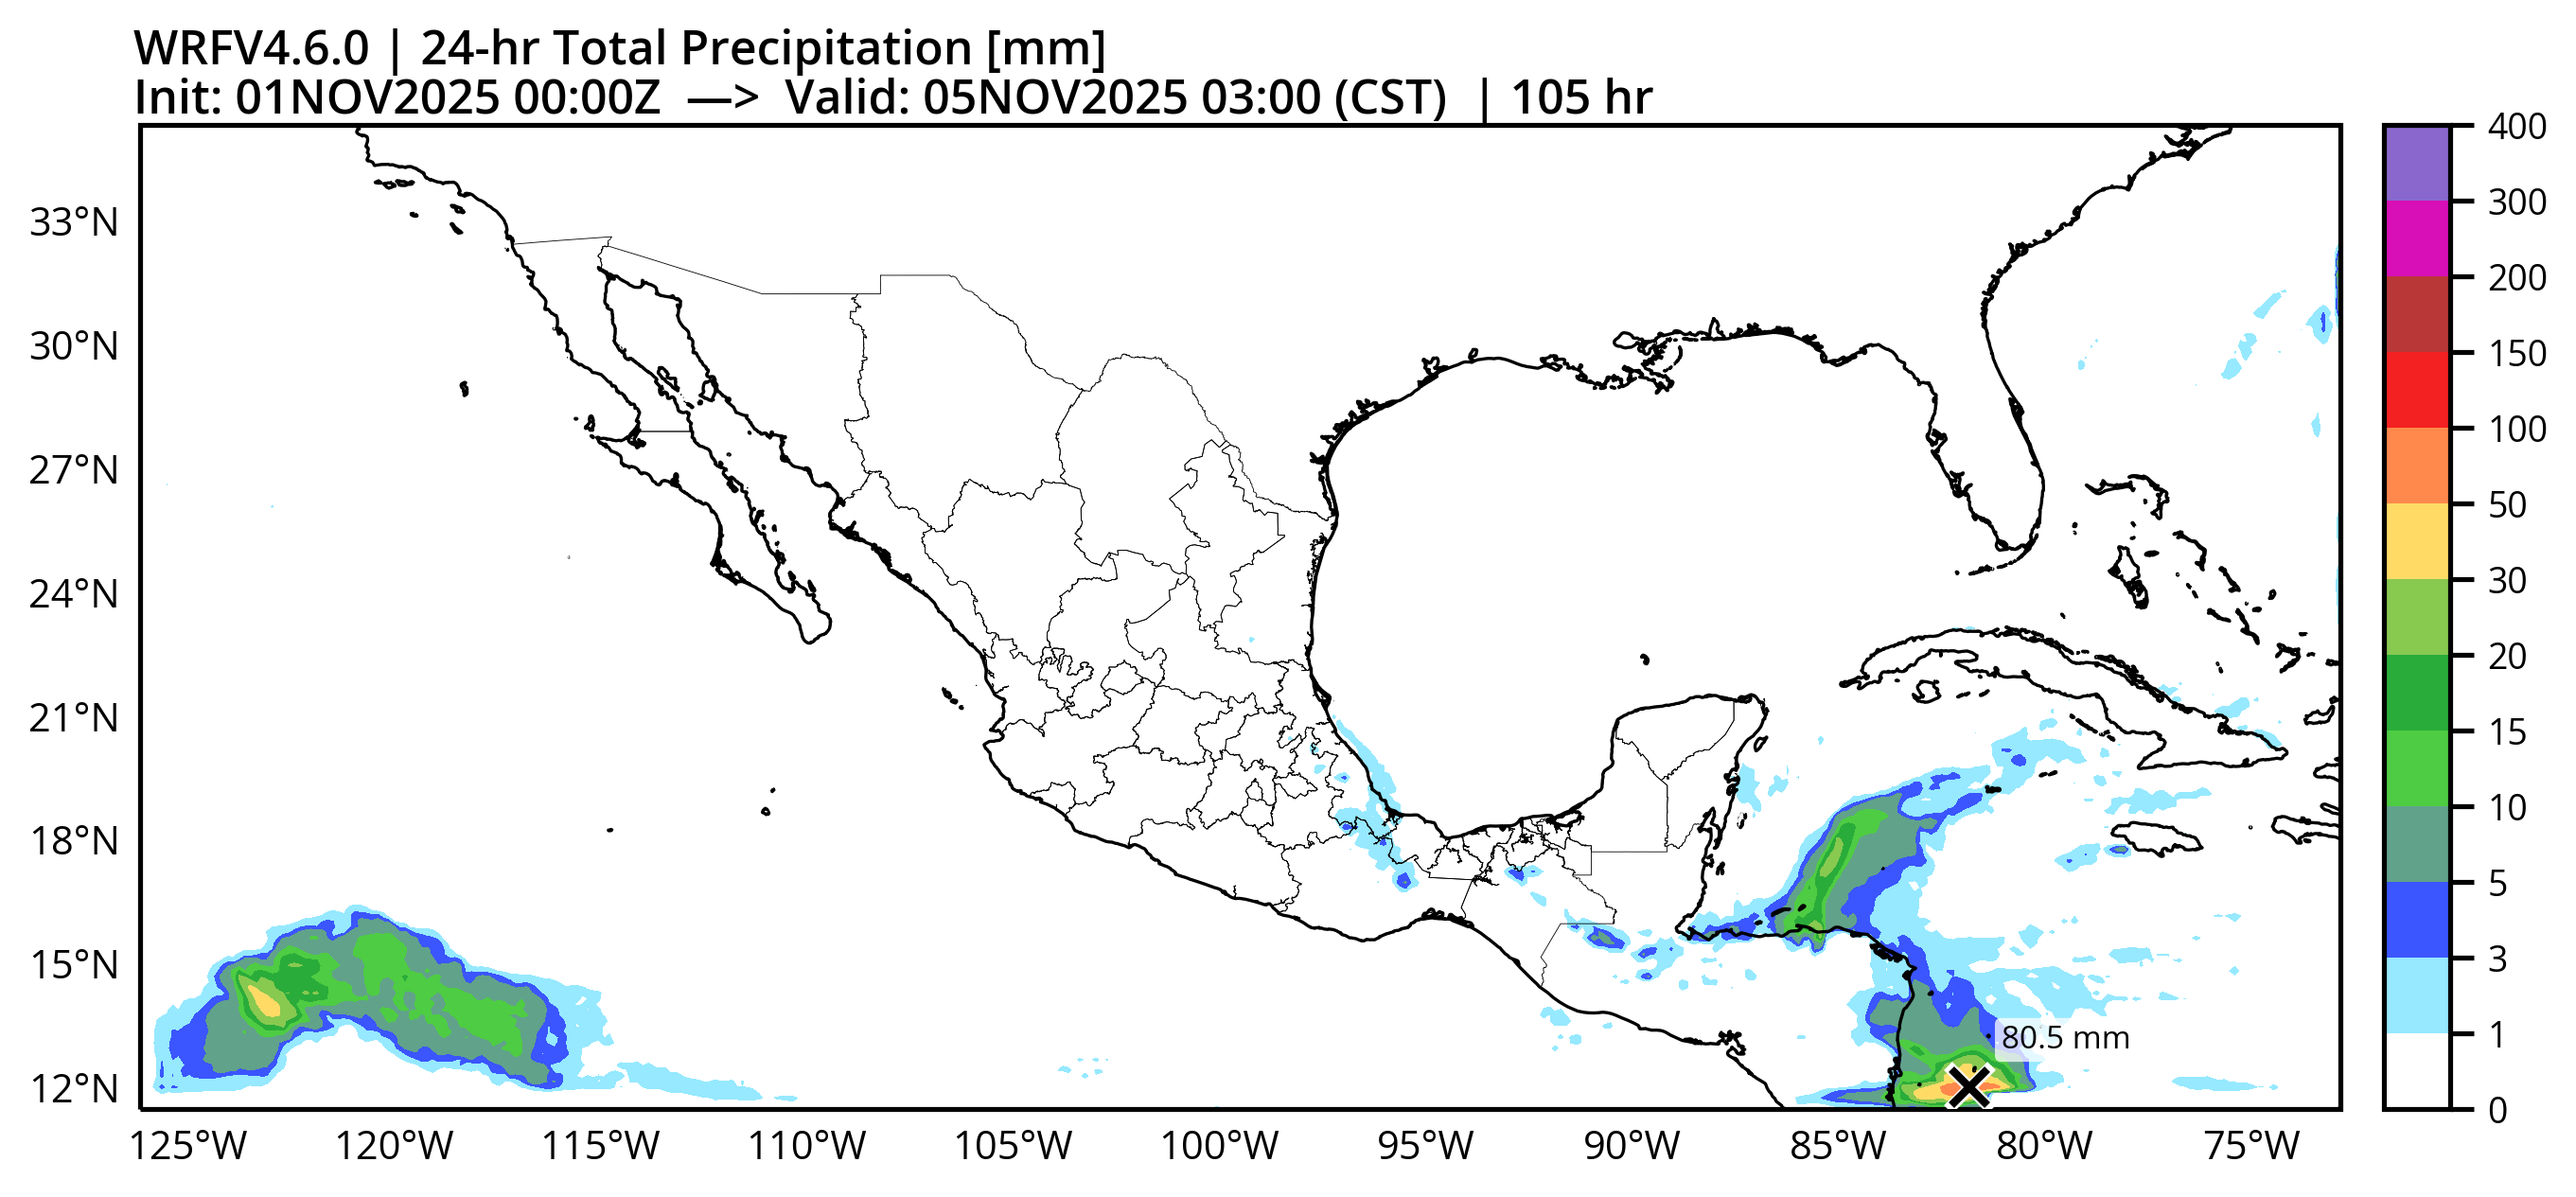 WRFV4.6.0 | 24-hr Total Precipitation [mm]
Init: 01NOV2025 00:00Z —> Valid: 05NOV2025 03:00 (CST) | 105 hr
33°N
30°N
27°N
24°N
21°N
18°N
15°N
12°N
125°W 120°W 115°W 110°W 105°W 100°W 95°W 90°W 85°W 80°W 75°W
80.5 mm
400
300
200
150
100
50
30
20
15
10
5
3
1
0